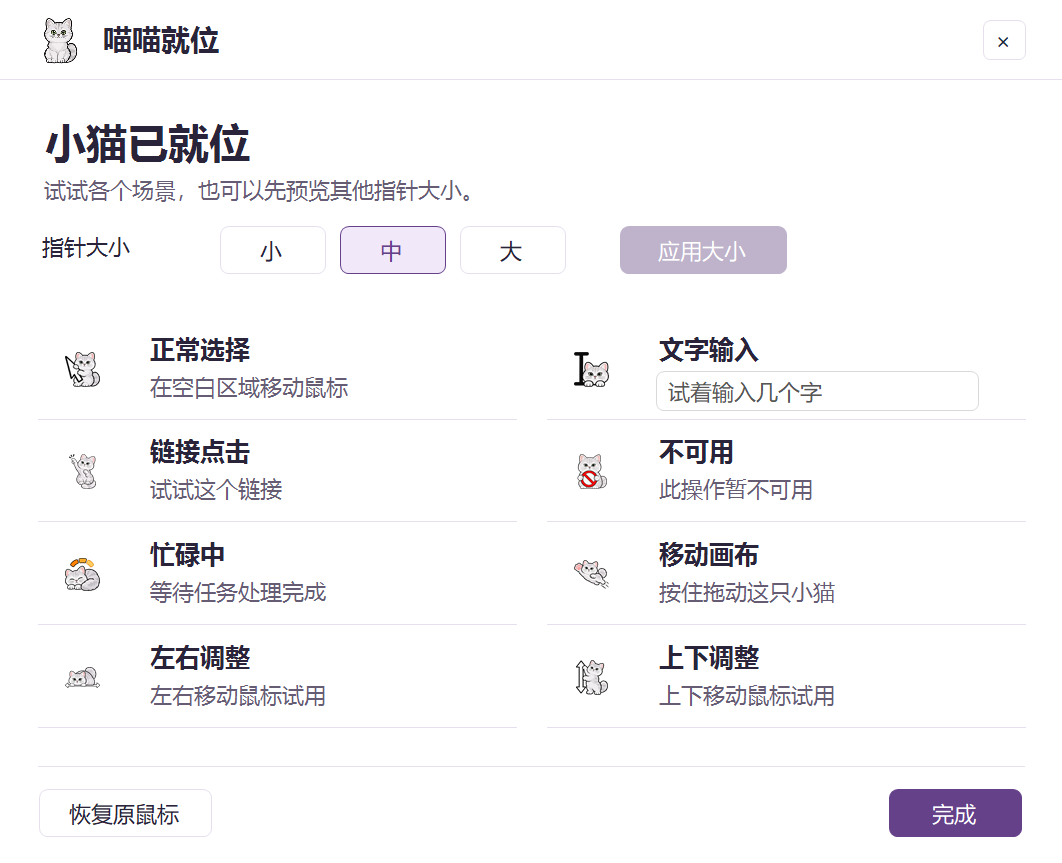 喵喵就位
×
小猫已就位
试试各个场景，也可以先预览其他指针大小。
指针大小
小
中
大
应用大小
正常选择
在空白区域移动鼠标
文字输入
试着输入几个字
链接点击
试试这个链接
不可用
此操作暂不可用
忙碌中
等待任务处理完成
移动画布
按住拖动这只小猫
左右调整
左右移动鼠标试用
上下调整
上下移动鼠标试用
恢复原鼠标
完成